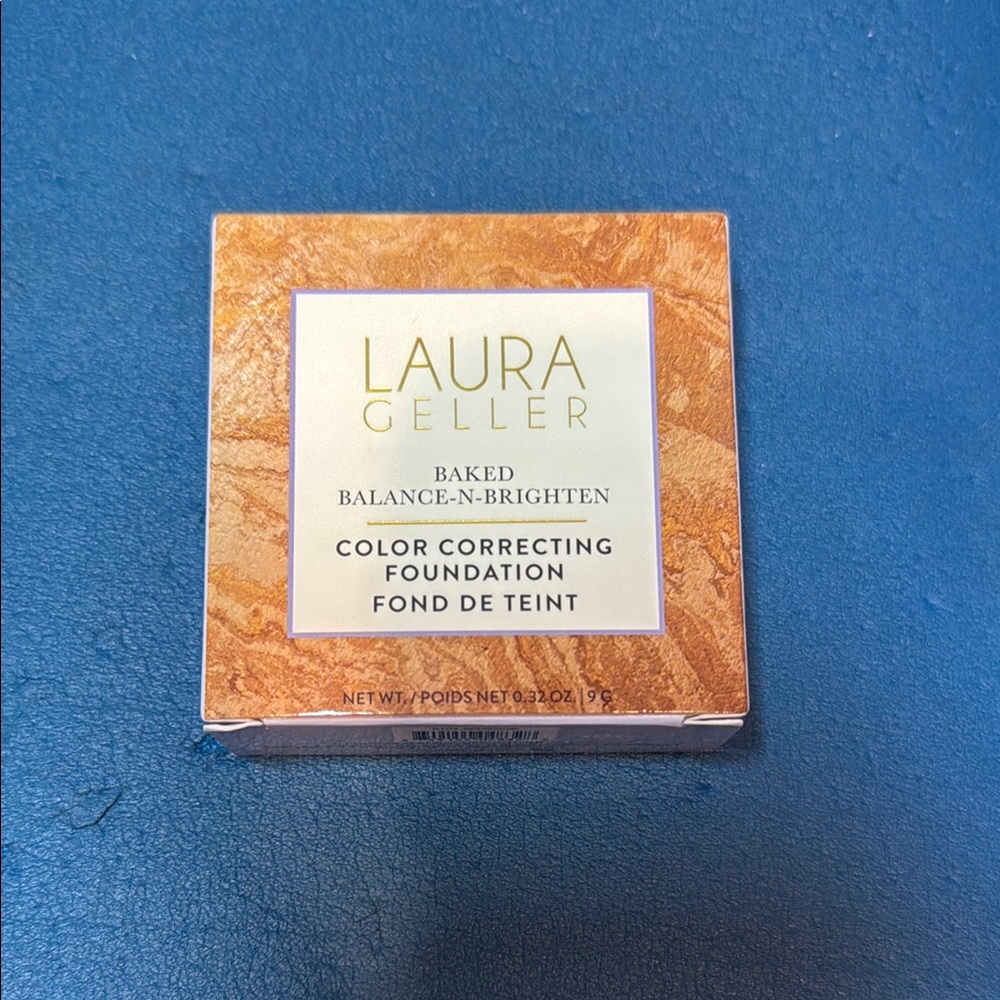 LAURA
GELLER
BAKED
BALANCE-N-BRIGHTEN
COLOR CORRECTING
FOUNDATION
FOND DE TEINT
NET WT. / POIDS NET 0.32 OZ. | 9 G